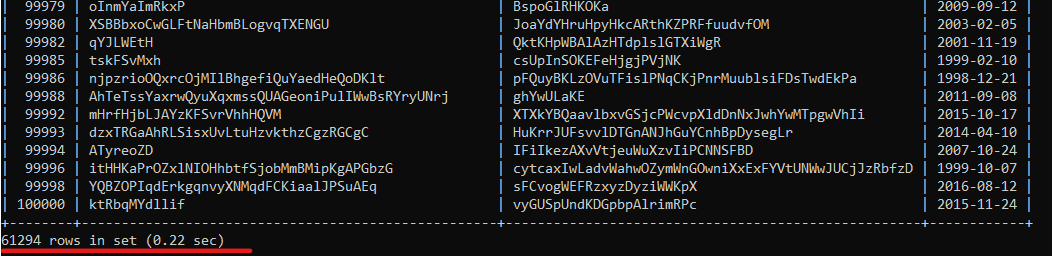 | 99979 | oInmYaImRkxP | BspoGlRHKOKa | 2009-09-12 |
| 99980 | XSBBbxoCwGLFtNaHbmBLogvqTXENGU | JoaYdYHruHpyHkcARthKZPRFfuudvfOM | 2003-02-05 |
| 99982 | qYJLWEtH | QktKHpWBAlAzHTdplslGTXiWgR | 2001-11-19 |
| 99985 | tskFSvMxh | csUpInSOKEFeHjgjPVjNK | 1999-02-10 |
| 99986 | njpzrioOQxrcOjMIlBhgefiQuYaedHeQoDKlt | pFQuyBKLzOVuTFislPNqCKjPnrMuublsiFDsTwdEkPa | 1998-12-21 |
| 99988 | AhTeTssYaxrwQyuXqxmssQUAGeoniPulIWwBsRYryUNrj | ghYwULaKE | 2011-09-08 |
| 99992 | mHrfHjbLJAYzKFSvrVhhHQVM | XTXkYBQaavlbxvGSjcPWcvpXldDnNxJwhYwMTpgwVhIi | 2015-10-17 |
| 99993 | dzxTRGaAhRLSisxUvLtuHzvkthzCgzRGCgC | HuKrrJUFsvvlDTGnANJhGuYCnhBpDysegLr | 2014-04-10 |
| 99994 | ATyreoZD | IFiIkezAXvVtjeuWuXzvIiPCNNSFBD | 2007-10-24 |
| 99996 | itHHKaPrOZxlNIOHhbtfSjobMmBMipKgAPGbzG | cytcaxIwLadvWahwOZymWnGOwniXxExFYVtUNWwJUCjJzRbfzD | 1999-10-07 |
| 99998 | YQBZOPIqdErkgqnvyXNMqdFCKiaalJPSuAEq | sFCvogWEFRzxyzDyziWWKpX | 2016-08-12 |
| 100000 | ktRbqMYdllif | vyGUSpUndKDGpbpAlrimRPc | 2015-11-24 |
61294 rows in set (0.22 sec)